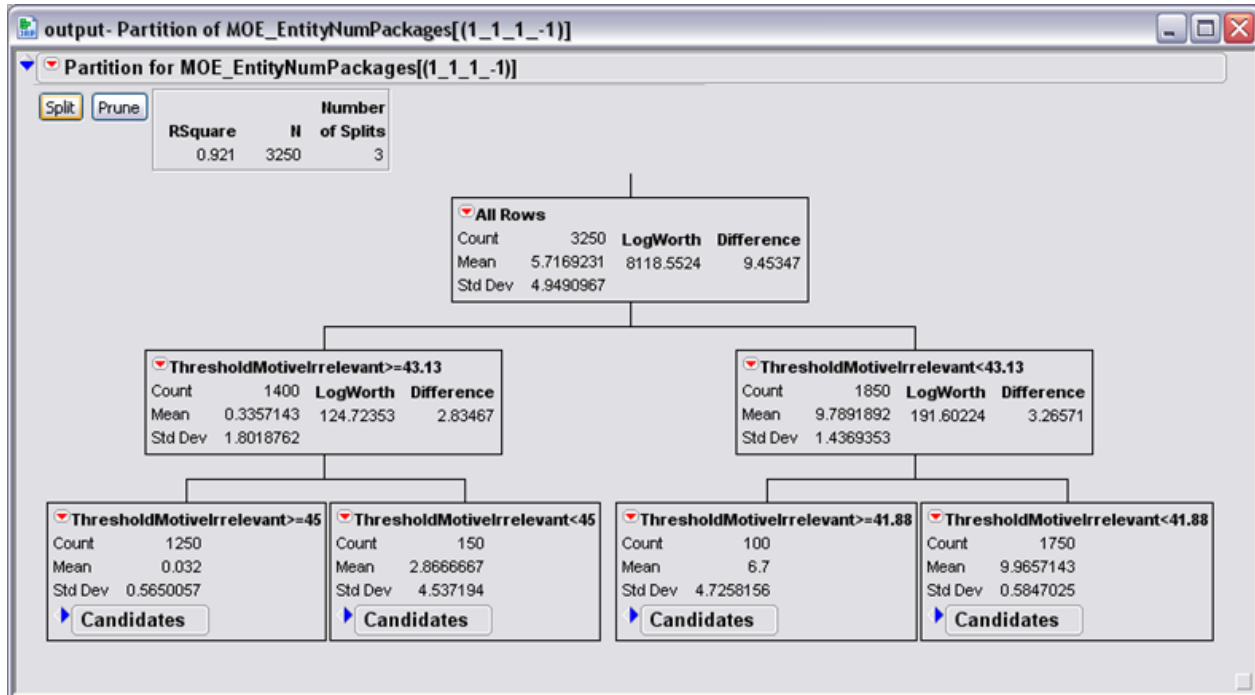 output- Partition of MOE_EntityNumPackages[(1_1_1_-1)]
Partition for MOE_EntityNumPackages[(1_1_1_-1)]
Split Prune
Number
RSquare N of Splits
0.921 3250 3
All Rows
Count 3250 LogWorth Difference
Mean 5.7169231 8118.5524 9.45347
Std Dev 4.9490967
ThresholdMotiveIrrelevant>=43.13
Count 1400 LogWorth Difference
Mean 0.3357143 124.72353 2.83467
Std Dev 1.8018762
ThresholdMotiveIrrelevant<43.13
Count 1850 LogWorth Difference
Mean 9.7891892 191.60224 3.26571
Std Dev 1.4369353
ThresholdMotiveIrrelevant>=45
Count 1250
Mean 0.032
Std Dev 0.5650057
Candidates
ThresholdMotiveIrrelevant<45
Count 150
Mean 2.8666667
Std Dev 4.537194
Candidates
ThresholdMotiveIrrelevant>=41.88
Count 100
Mean 6.7
Std Dev 4.7258156
Candidates
ThresholdMotiveIrrelevant<41.88
Count 1750
Mean 9.9657143
Std Dev 0.5847025
Candidates